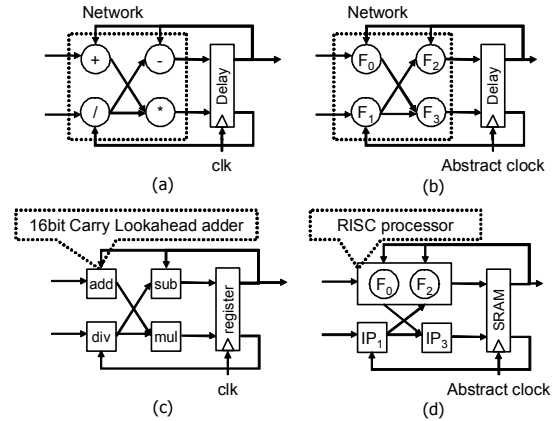 Network
+
-
/
*
Delay
clk
(a)
Network
F0
F2
F1
F3
Delay
Abstract clock
(b)
16bit Carry Lookahead adder
add
sub
div
mul
register
clk
(c)
RISC processor
F0
F2
IP1
IP3
SRAM
Abstract clock
(d)